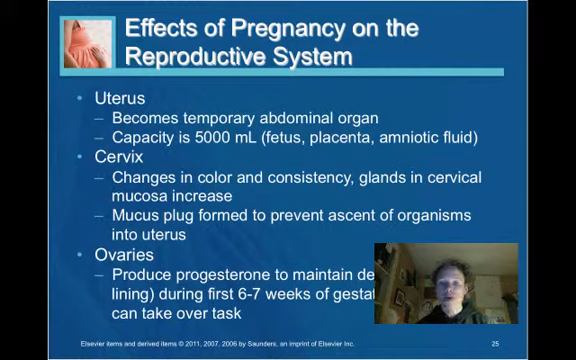 Effects of Pregnancy on the
Reproductive System
• Uterus
– Becomes temporary abdominal organ
– Capacity is 5000 mL (fetus, placenta, amniotic fluid)
• Cervix
– Changes in color and consistency, glands in cervical
mucosa increase
– Mucus plug formed to prevent ascent of organisms
into uterus
• Ovaries
– Produce progesterone to maintain
lining) during first 6-7 weeks of
can take over task
Elsevier items and derived items © 2011, 2007, 2006 by Saunders, an imprint of Elsevier Inc.
25